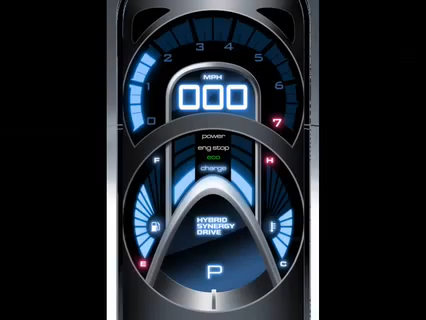 3 4
2 5
MPH
1 000 6
0 7
power
F eng stop H
eco
charge
HYBRID
SYNERGY
DRIVE
E C
P